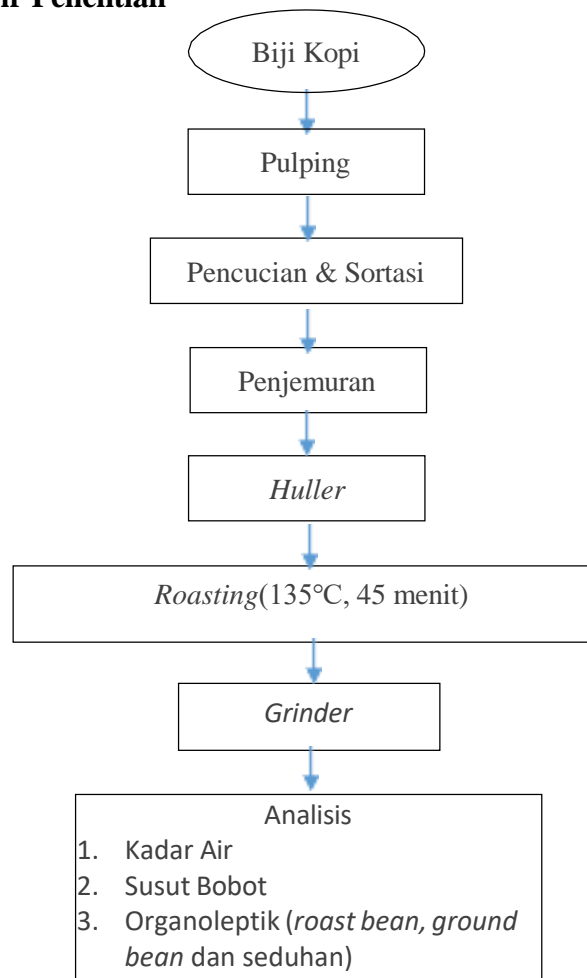 Penelitian
Biji Kopi
Pulping
Pencucian & Sortasi
Penjemuran
Huller
Roasting(135°C, 45 menit)
Grinder
Analisis
1. Kadar Air
2. Susut Bobot
3. Organoleptik (roast bean, ground
bean dan seduhan)